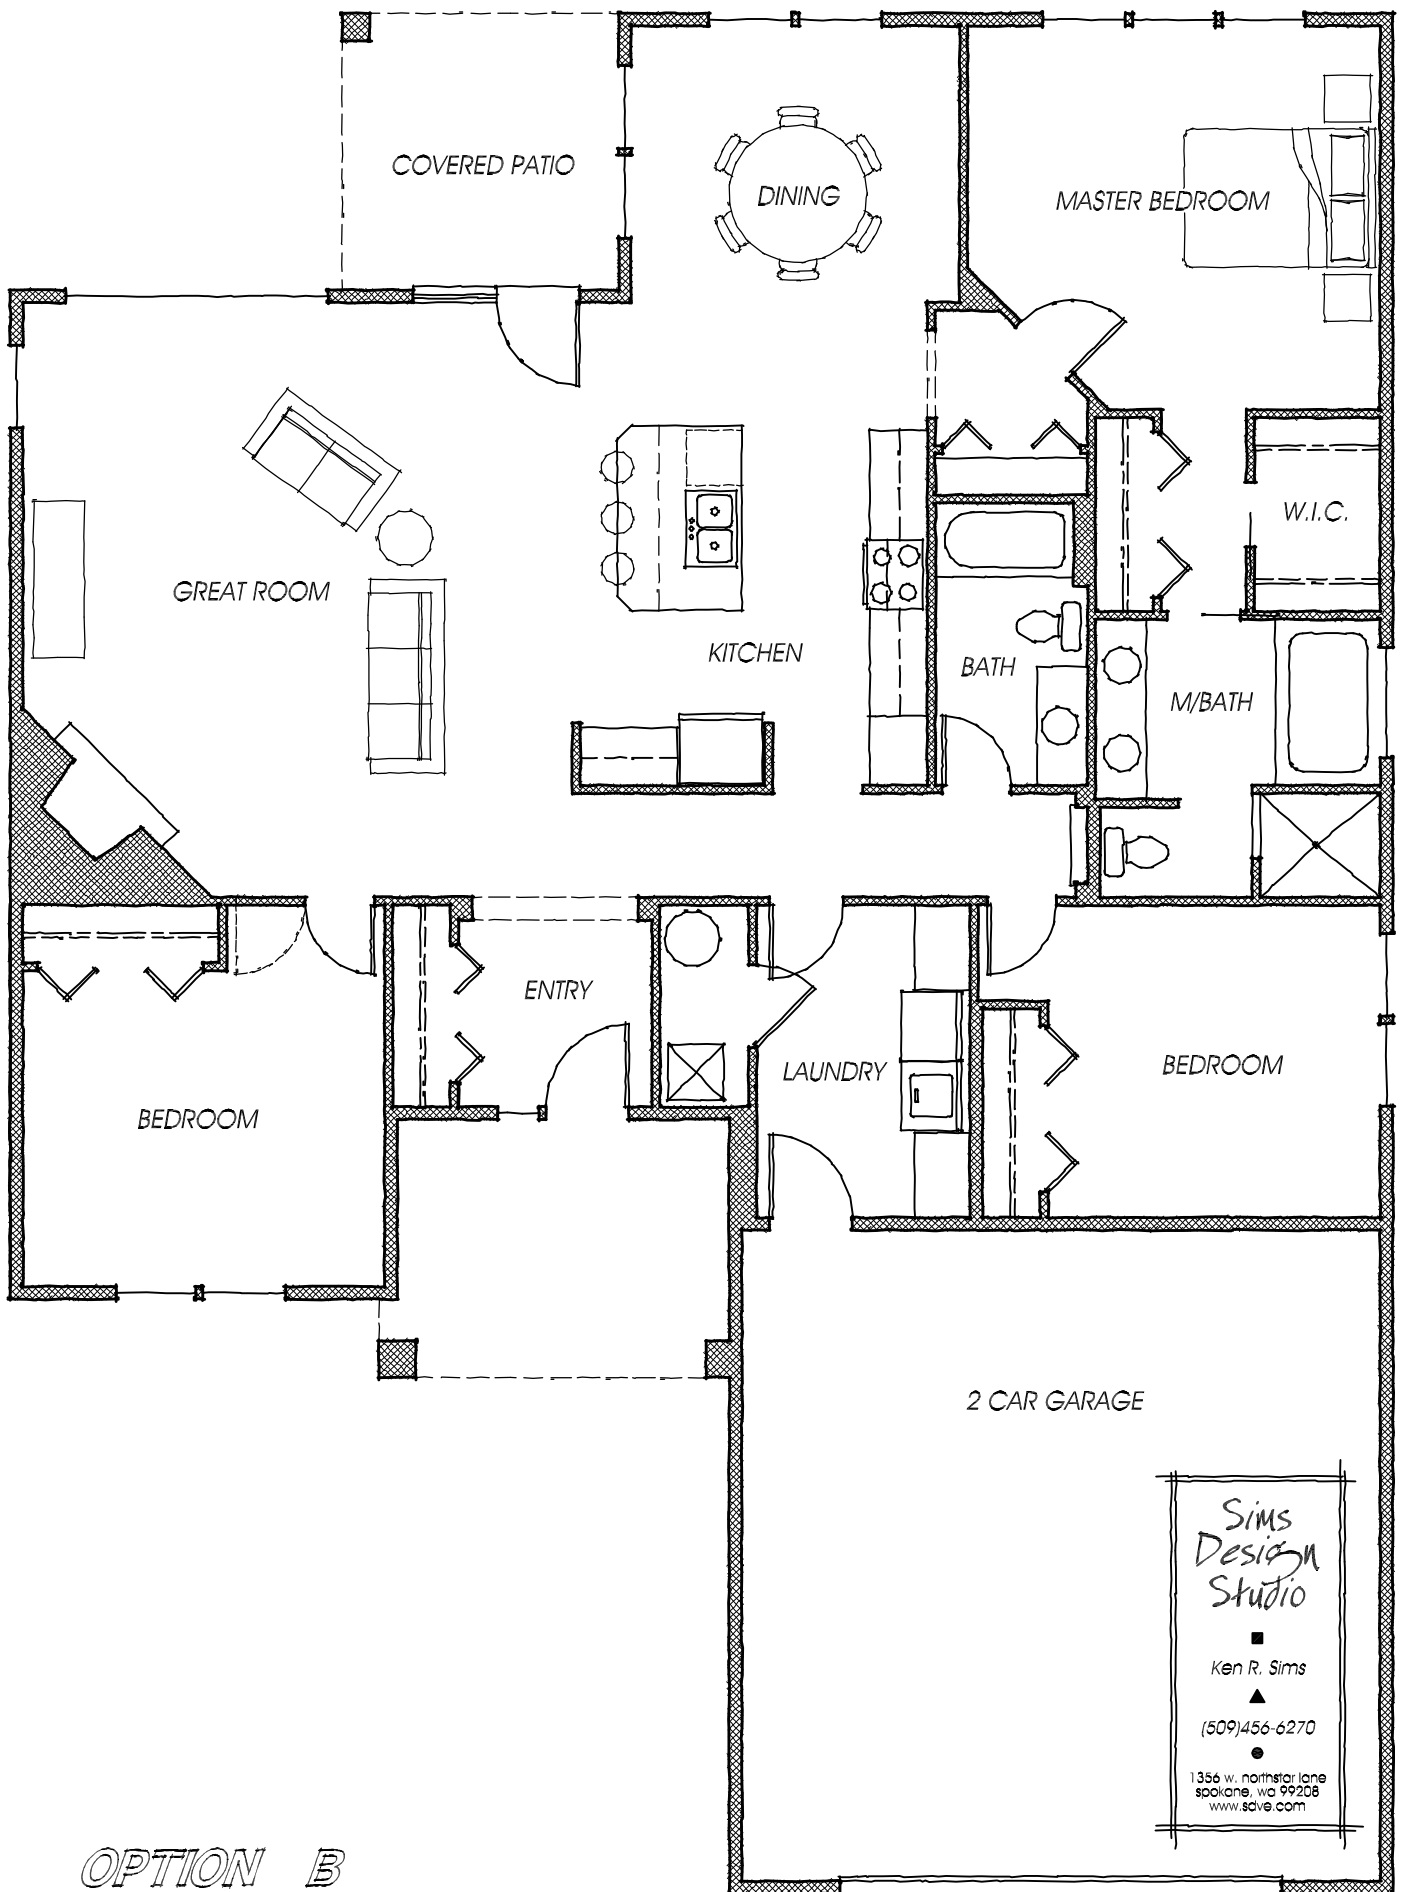 COVERED PATIO
DINING
MASTER BEDROOM
W.I.C.
GREAT ROOM
KITCHEN
BATH
M/BATH
ENTRY
LAUNDRY
BEDROOM
BEDROOM
2 CAR GARAGE
Sims
Design
Studio
Ken R. Sims
(509)456-6270
1356 w. northstar lane
spokane, wa 99208
www.sdve.com
OPTION B